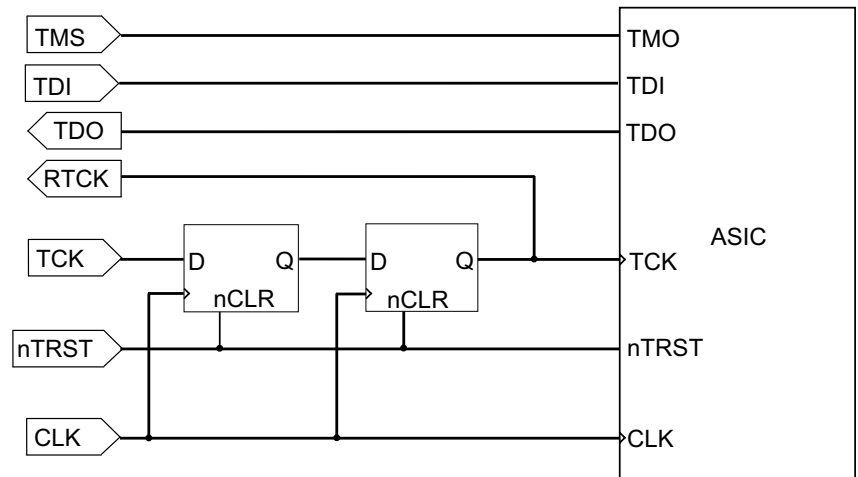 TMS
TMO
TDI
TDI
TDO
TDO
RTCK
ASIC
TCK
D
Q
D
Q
TCK
nCLR
nCLR
nTRST
nTRST
CLK
CLK